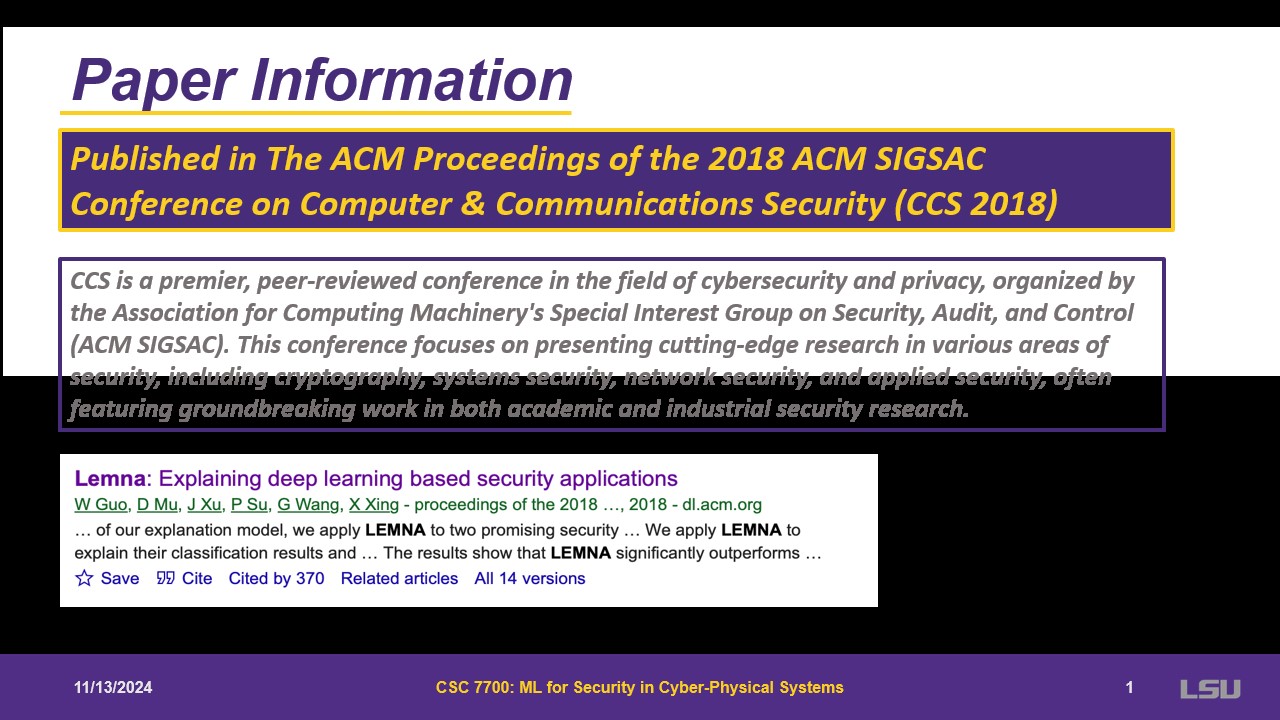 Paper Information
Published in The ACM Proceedings of the 2018 ACM SIGSAC
Conference on Computer & Communications Security (CCS 2018)
CCS is a premier, peer-reviewed conference in the field of cybersecurity and privacy, organized by
the Association for Computing Machinery's Special Interest Group on Security, Audit, and Control
(ACM SIGSAC). This conference focuses on presenting cutting-edge research in various areas of
security, including cryptography, systems security, network security, and applied security, often
featuring groundbreaking work in both academic and industrial security research.
Lemna: Explaining deep learning based security applications
W Guo, D Mu, J Xu, P Su, G Wang, X Xing - proceedings of the 2018 …, 2018 - dl.acm.org
… of our explanation model, we apply LEMNA to two promising security … We apply LEMNA to
explain their classification results and … The results show that LEMNA significantly outperforms …
Save Cite Cited by 370 Related articles All 14 versions
11/13/2024 CSC 7700: ML for Security in Cyber-Physical Systems 1 LSU